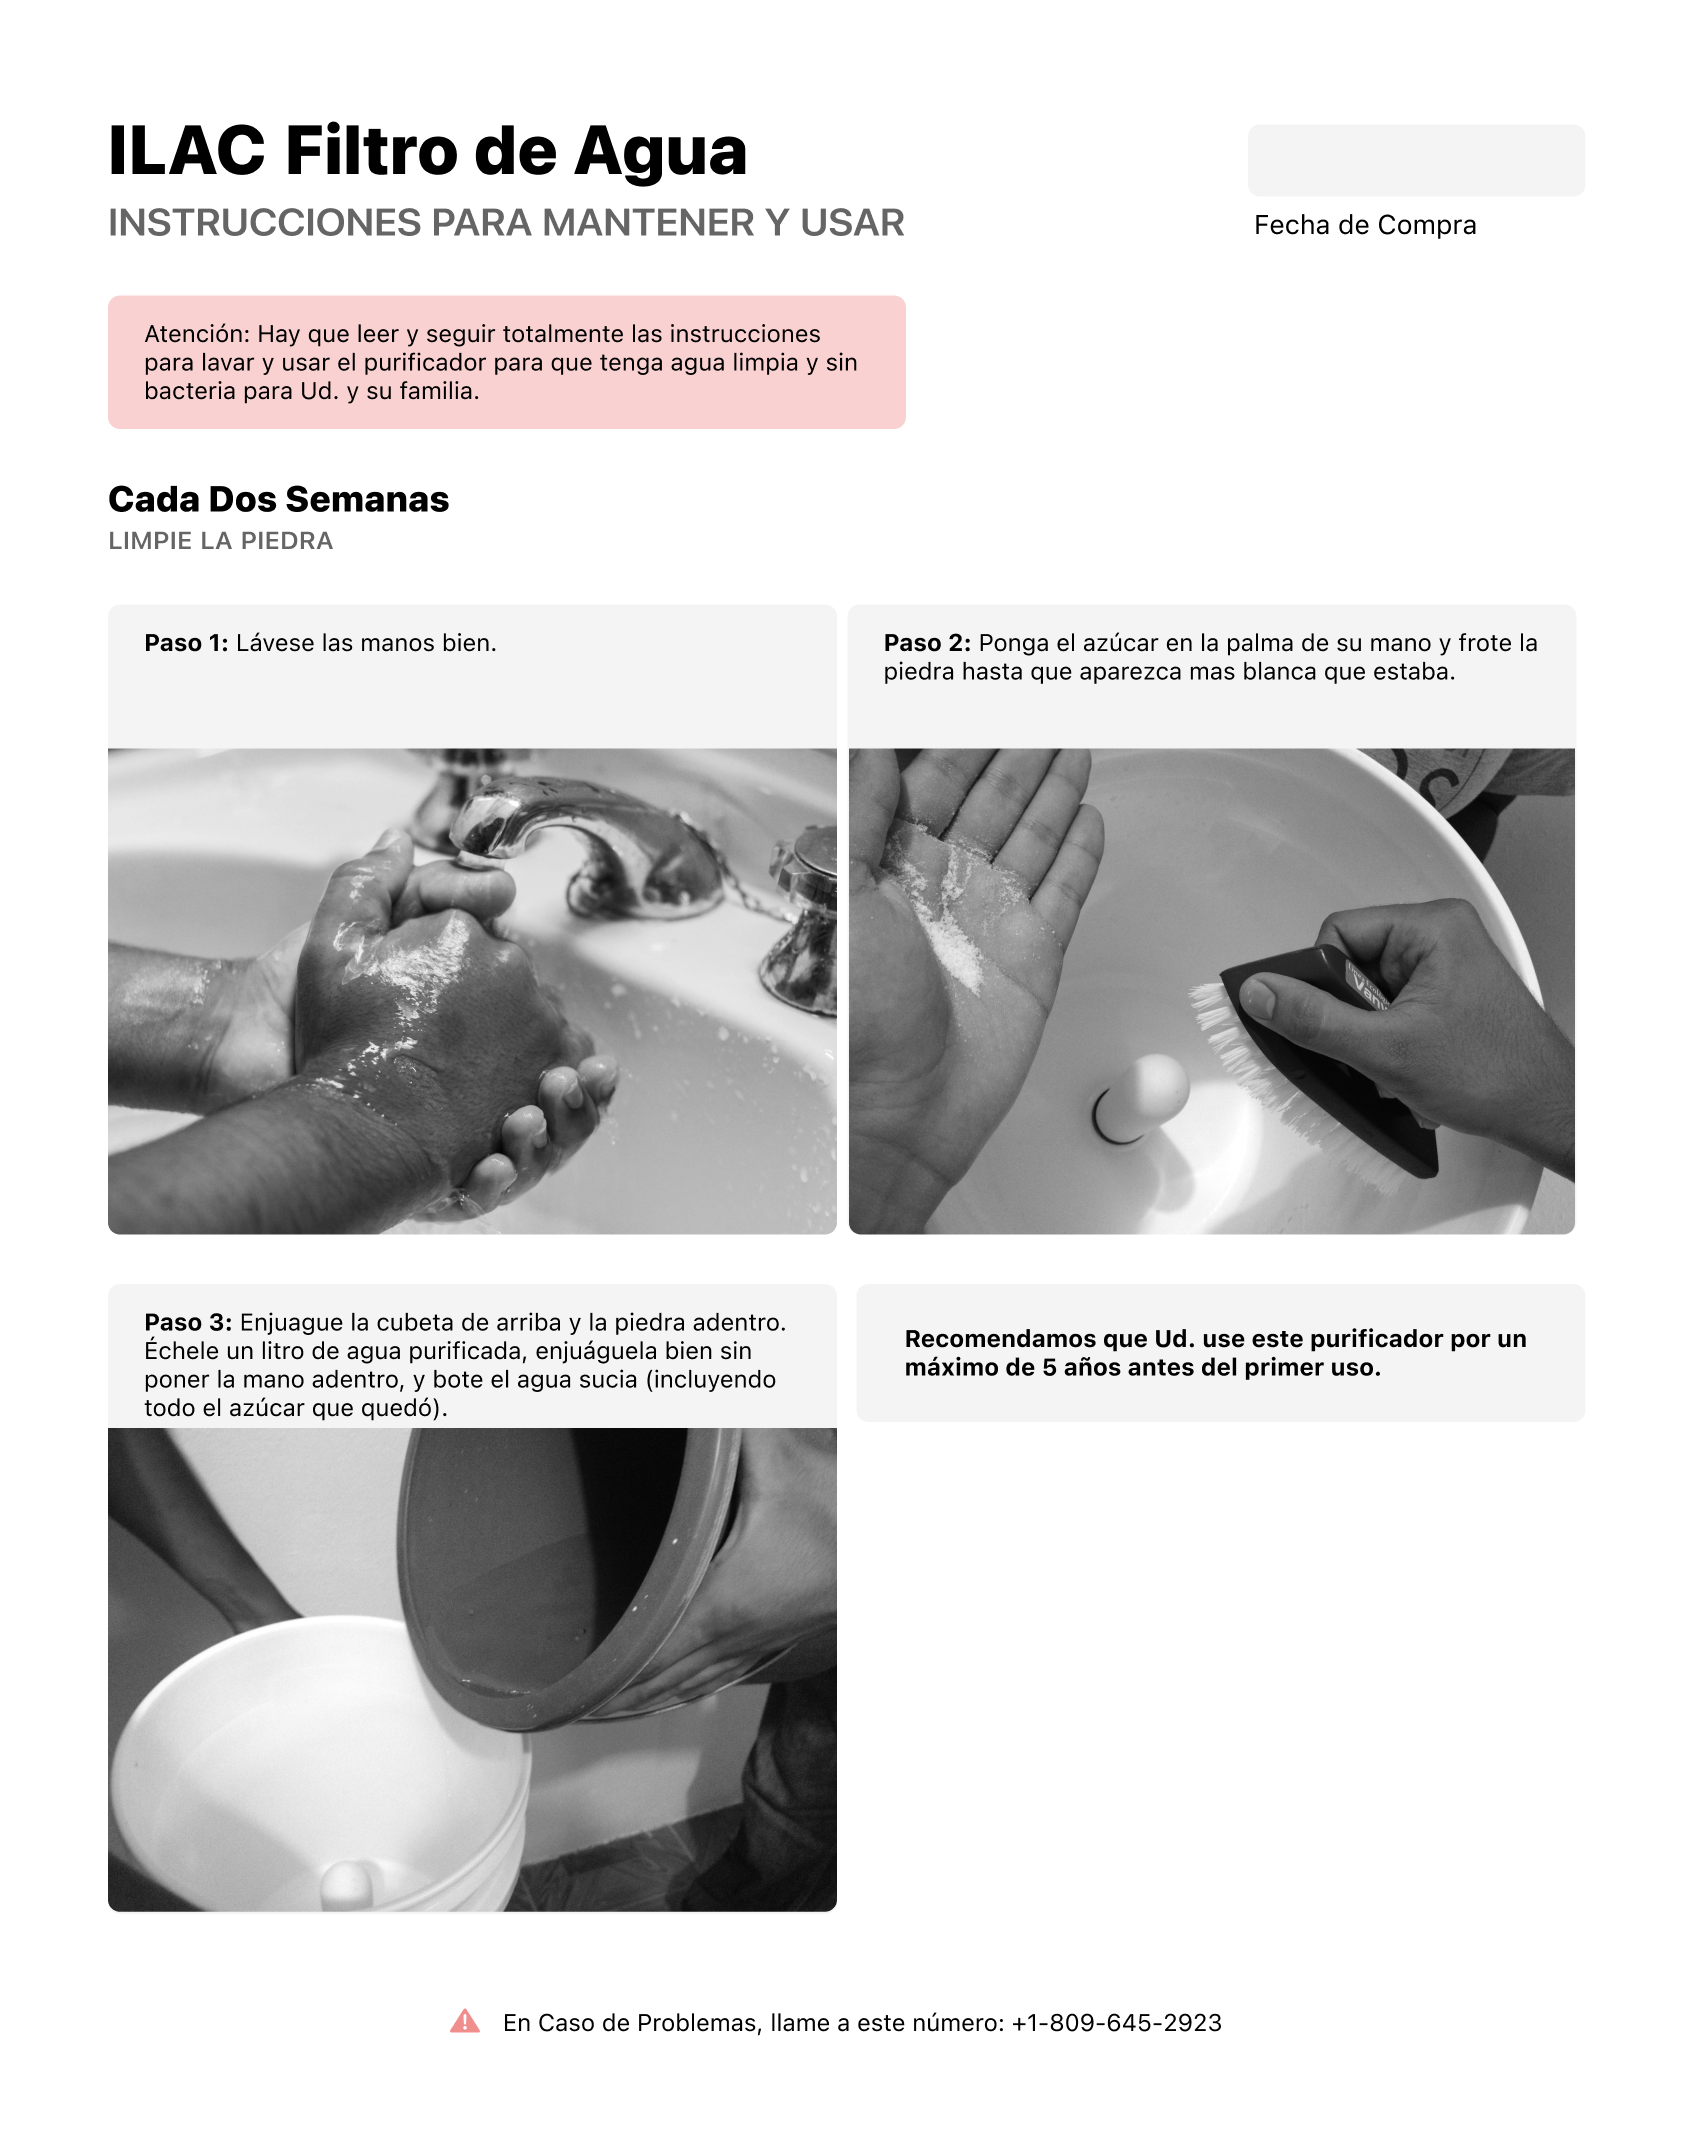 ILAC Filtro de Agua
INSTRUCCIONES PARA MANTENER Y USAR
Fecha de Compra
Atención: Hay que leer y seguir totalmente las instrucciones
para lavar y usar el purificador para que tenga agua limpia y sin
bacteria para Ud. y su familia.
Cada Dos Semanas
LIMPIE LA PIEDRA
Paso 1: Lávese las manos bien.
Paso 2: Ponga el azúcar en la palma de su mano y frote la
piedra hasta que aparezca mas blanca que estaba.
Paso 3: Enjuague la cubeta de arriba y la piedra adentro.
Échele un litro de agua purificada, enjuáguela bien sin
poner la mano adentro, y bote el agua sucia (incluyendo
todo el azúcar que quedó).
Recomendamos que Ud. use este purificador por un
máximo de 5 años antes del primer uso.
En Caso de Problemas, llame a este número: +1-809-645-2923